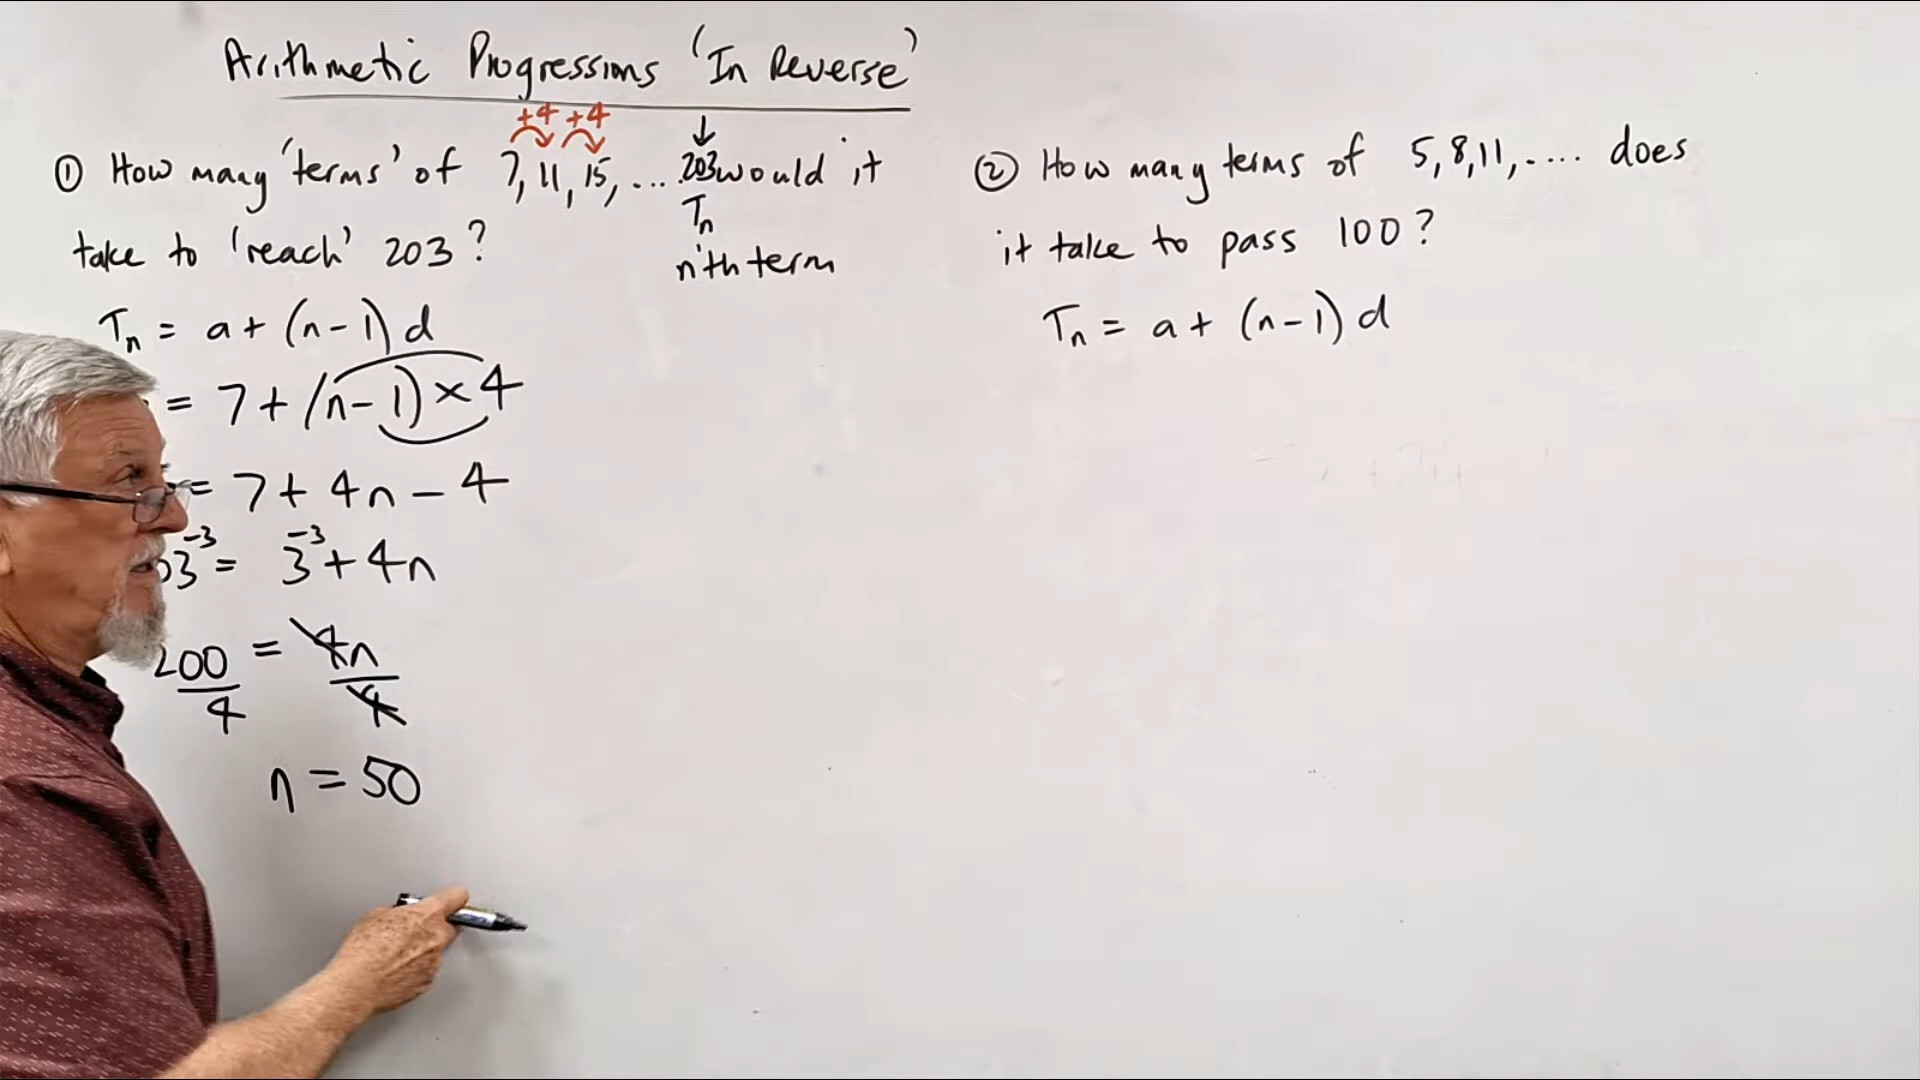 Arithmetic Progressions 'In Reverse'
+4 +4
① How many 'terms' of 7, 11, 15, .... 203 would it
Tn
take to 'reach' 203?
n'th term
Tn = a + (n-1) d
= 7 + (n-1) × 4
= 7 + 4n - 4
3 -3 = 3 -3 + 4n
200/4 = 4n/4
n = 50
② How many terms of 5, 8, 11, .... does
it take to pass 100?
Tn = a + (n-1) d